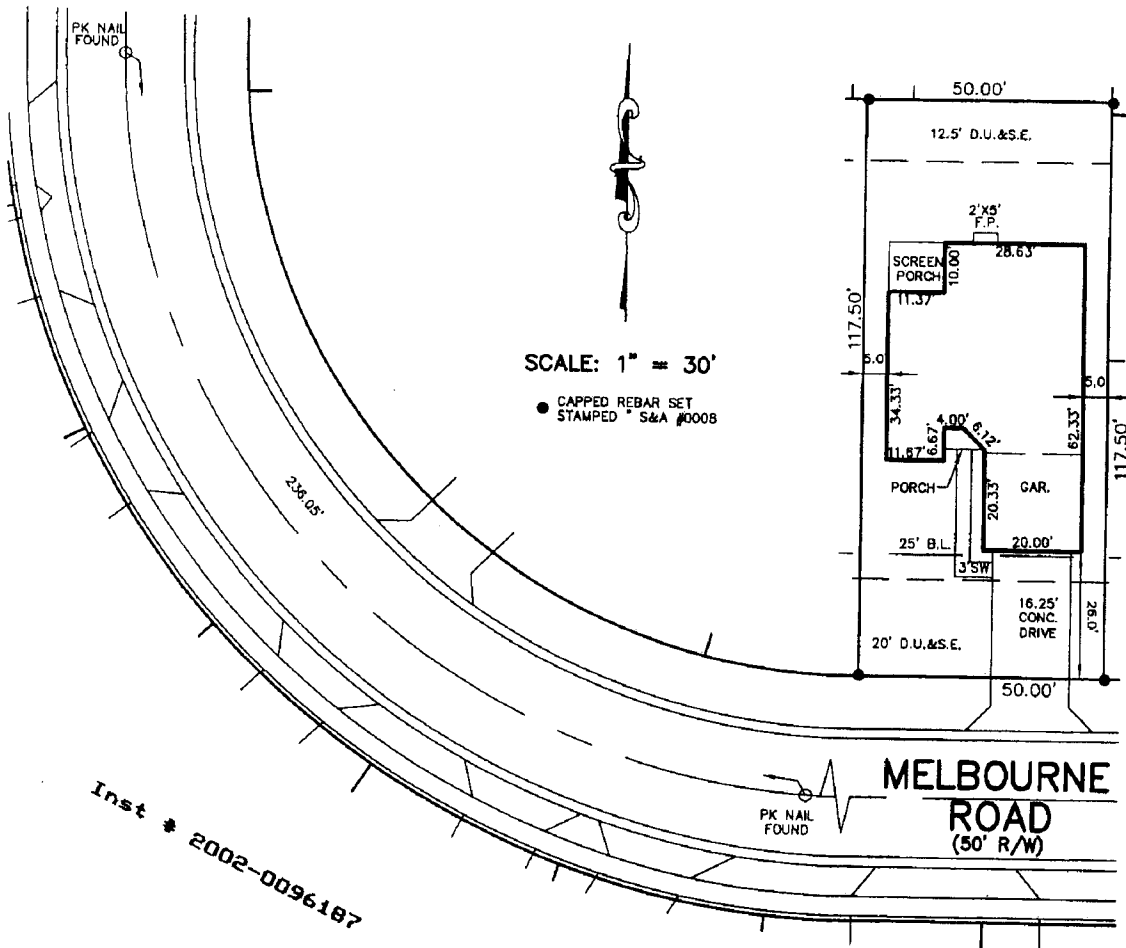 PK NAIL
FOUND
50.00'
12.5' D.U.&S.E.
2'X5'
F.P.
28.63'
SCREEN
PORCH
10.00'
11.37'
117.50'
SCALE: 1" = 30'
CAPPED REBAR SET
STAMPED " S&A #0008
5.0'
5.0
34.33'
62.33'
117.50'
4.00'
6.12'
6.67'
11.67'
PORCH
20.33'
GAR.
236.05'
25' B.L.
20.00'
3'SW
16.25'
CONC.
DRIVE
26.0'
20' D.U.&S.E.
50.00'
MELBOURNE
ROAD
(50' R/W)
PK NAIL
FOUND
Inst # 2002-0096187